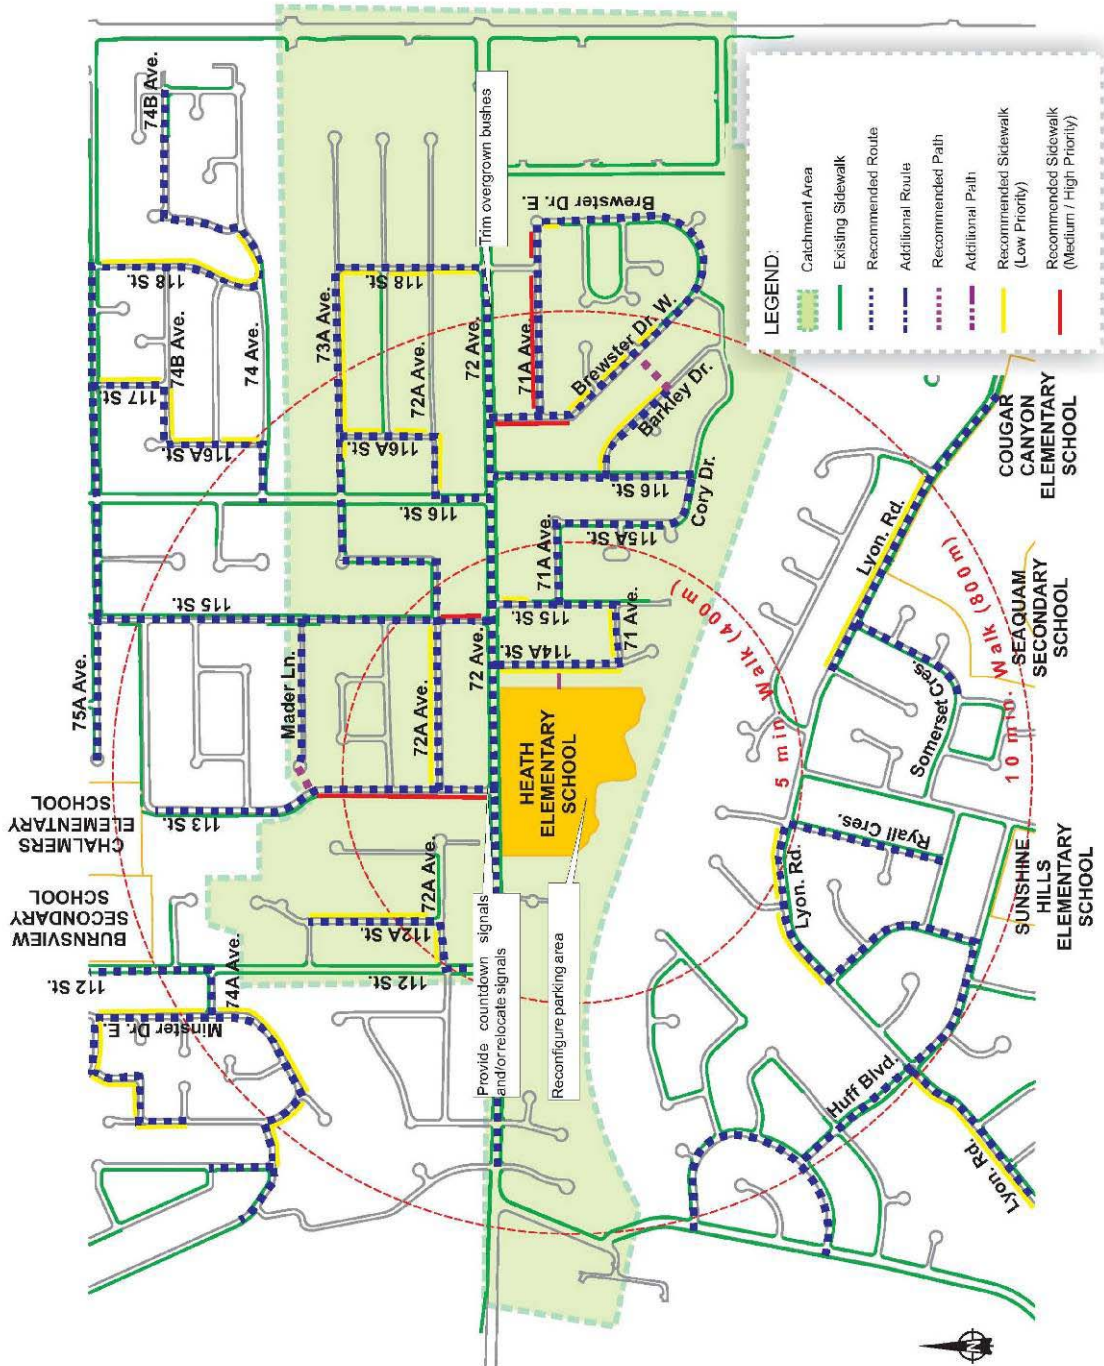 75A Ave.
115 St.
117 St.
74B Ave.
116A St.
74 Ave.
118 St.
74B Ave.
CHALMERS
ELEMENTARY
SCHOOL
BURNSVIEW
SECONDARY
SCHOOL
113 St.
Mader Ln.
112 St.
74A Ave.
Minster Dr. E.
73A Ave.
118 St.
72A Ave.
116A St.
116 St.
72A Ave.
72A Ave.
112A St.
112 St.
72 Ave.
72 Ave.
Trim overgrown bushes
Provide countdown signals
and/or relocate signals
Reconfigure parking area
HEATH
ELEMENTARY
SCHOOL
114A St.
115 St.
71 Ave.
71A Ave.
115A St.
116 St.
Cory Dr.
71A Ave.
Brewster Dr. E.
Brewster Dr. W.
Barkley Dr.
5 min. Walk (400 m)
10 min. Walk (800 m)
Lyon. Rd.
Somerset Cres.
Ryall Cres.
Lyon. Rd.
Huff Blvd.
Lyon. Rd
COUGAR
CANYON
ELEMENTARY
SCHOOL
SEAQUAM
SECONDARY
SCHOOL
SUNSHINE
HILLS
ELEMENTARY
SCHOOL
LEGEND:
Catchment Area
Existing Sidewalk
Recommended Route
Additional Route
Recommended Path
Additional Path
Recommended Sidewalk
(Low Priority)
Recommended Sidewalk
(Medium / High Priority)
N